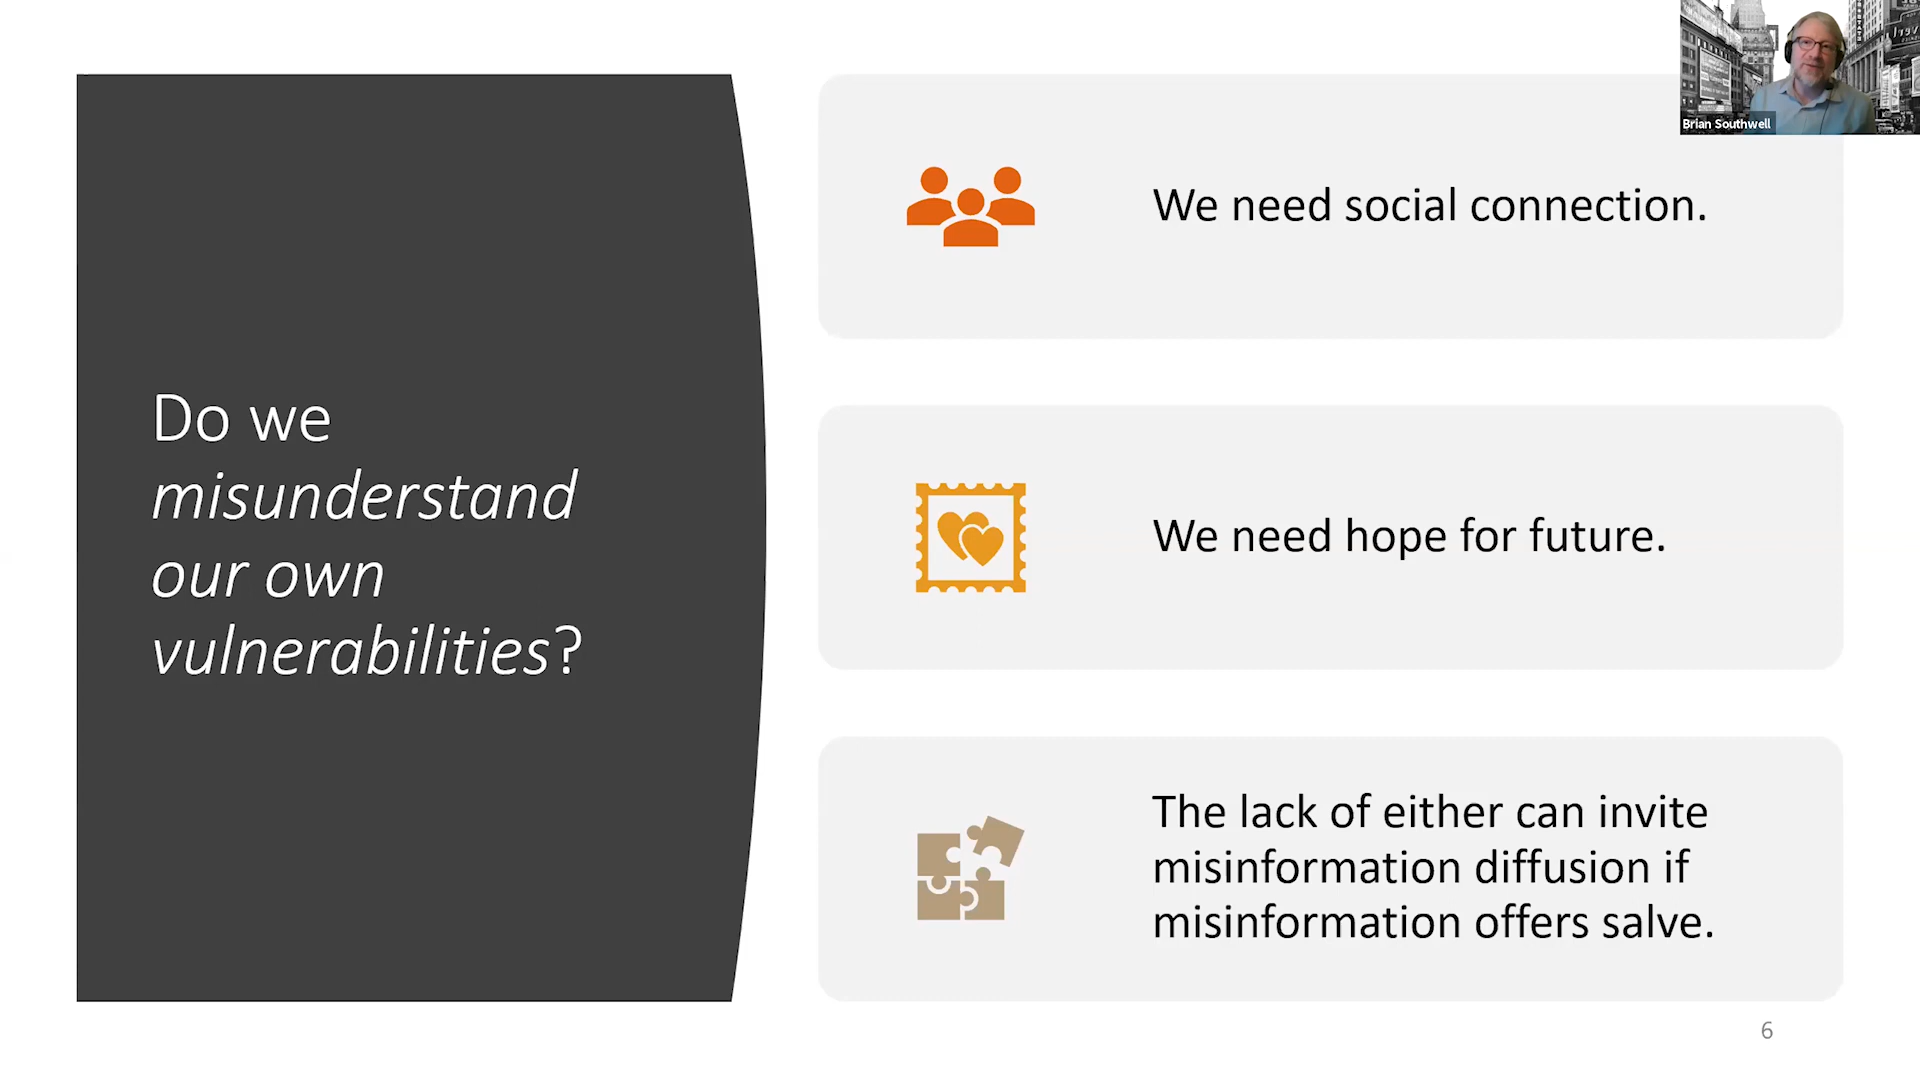 Do we
misunderstand
our own
vulnerabilities?
We need social connection.
We need hope for future.
The lack of either can invite
misinformation diffusion if
misinformation offers salve.
Brian Southwell
6